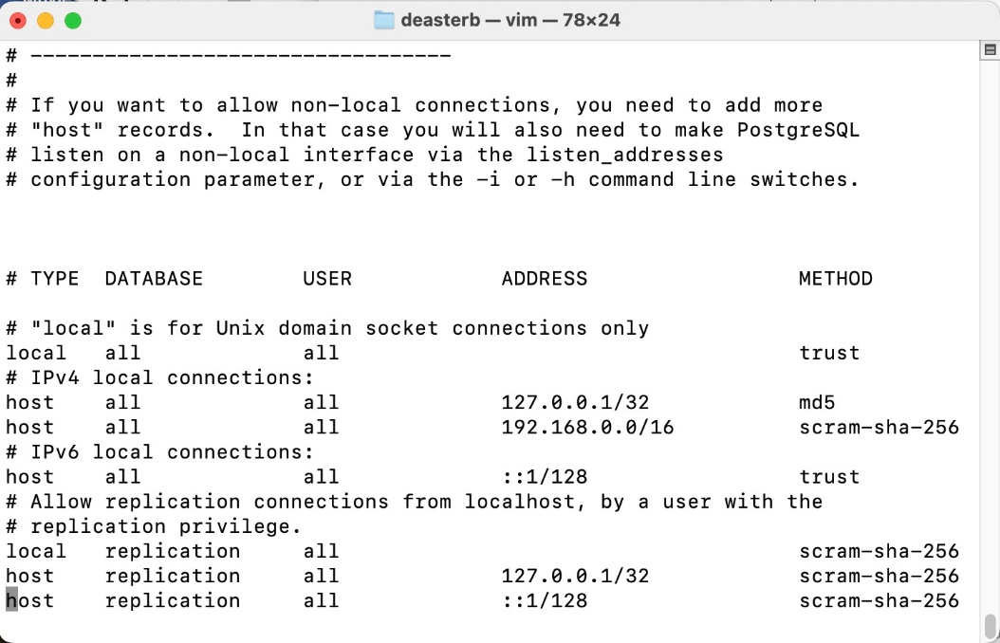 deasterb — vim — 78×24
# ----------------------------------
#
# If you want to allow non-local connections, you need to add more
# "host" records.  In that case you will also need to make PostgreSQL
# listen on a non-local interface via the listen_addresses
# configuration parameter, or via the -i or -h command line switches.
# TYPE  DATABASE        USER            ADDRESS                 METHOD
# "local" is for Unix domain socket connections only
local   all             all                                     trust
# IPv4 local connections:
host    all             all             127.0.0.1/32            md5
host    all             all             192.168.0.0/16          scram-sha-256
# IPv6 local connections:
host    all             all             ::1/128                 trust
# Allow replication connections from localhost, by a user with the
# replication privilege.
local   replication     all                                     scram-sha-256
host    replication     all             127.0.0.1/32            scram-sha-256
host    replication     all             ::1/128                 scram-sha-256